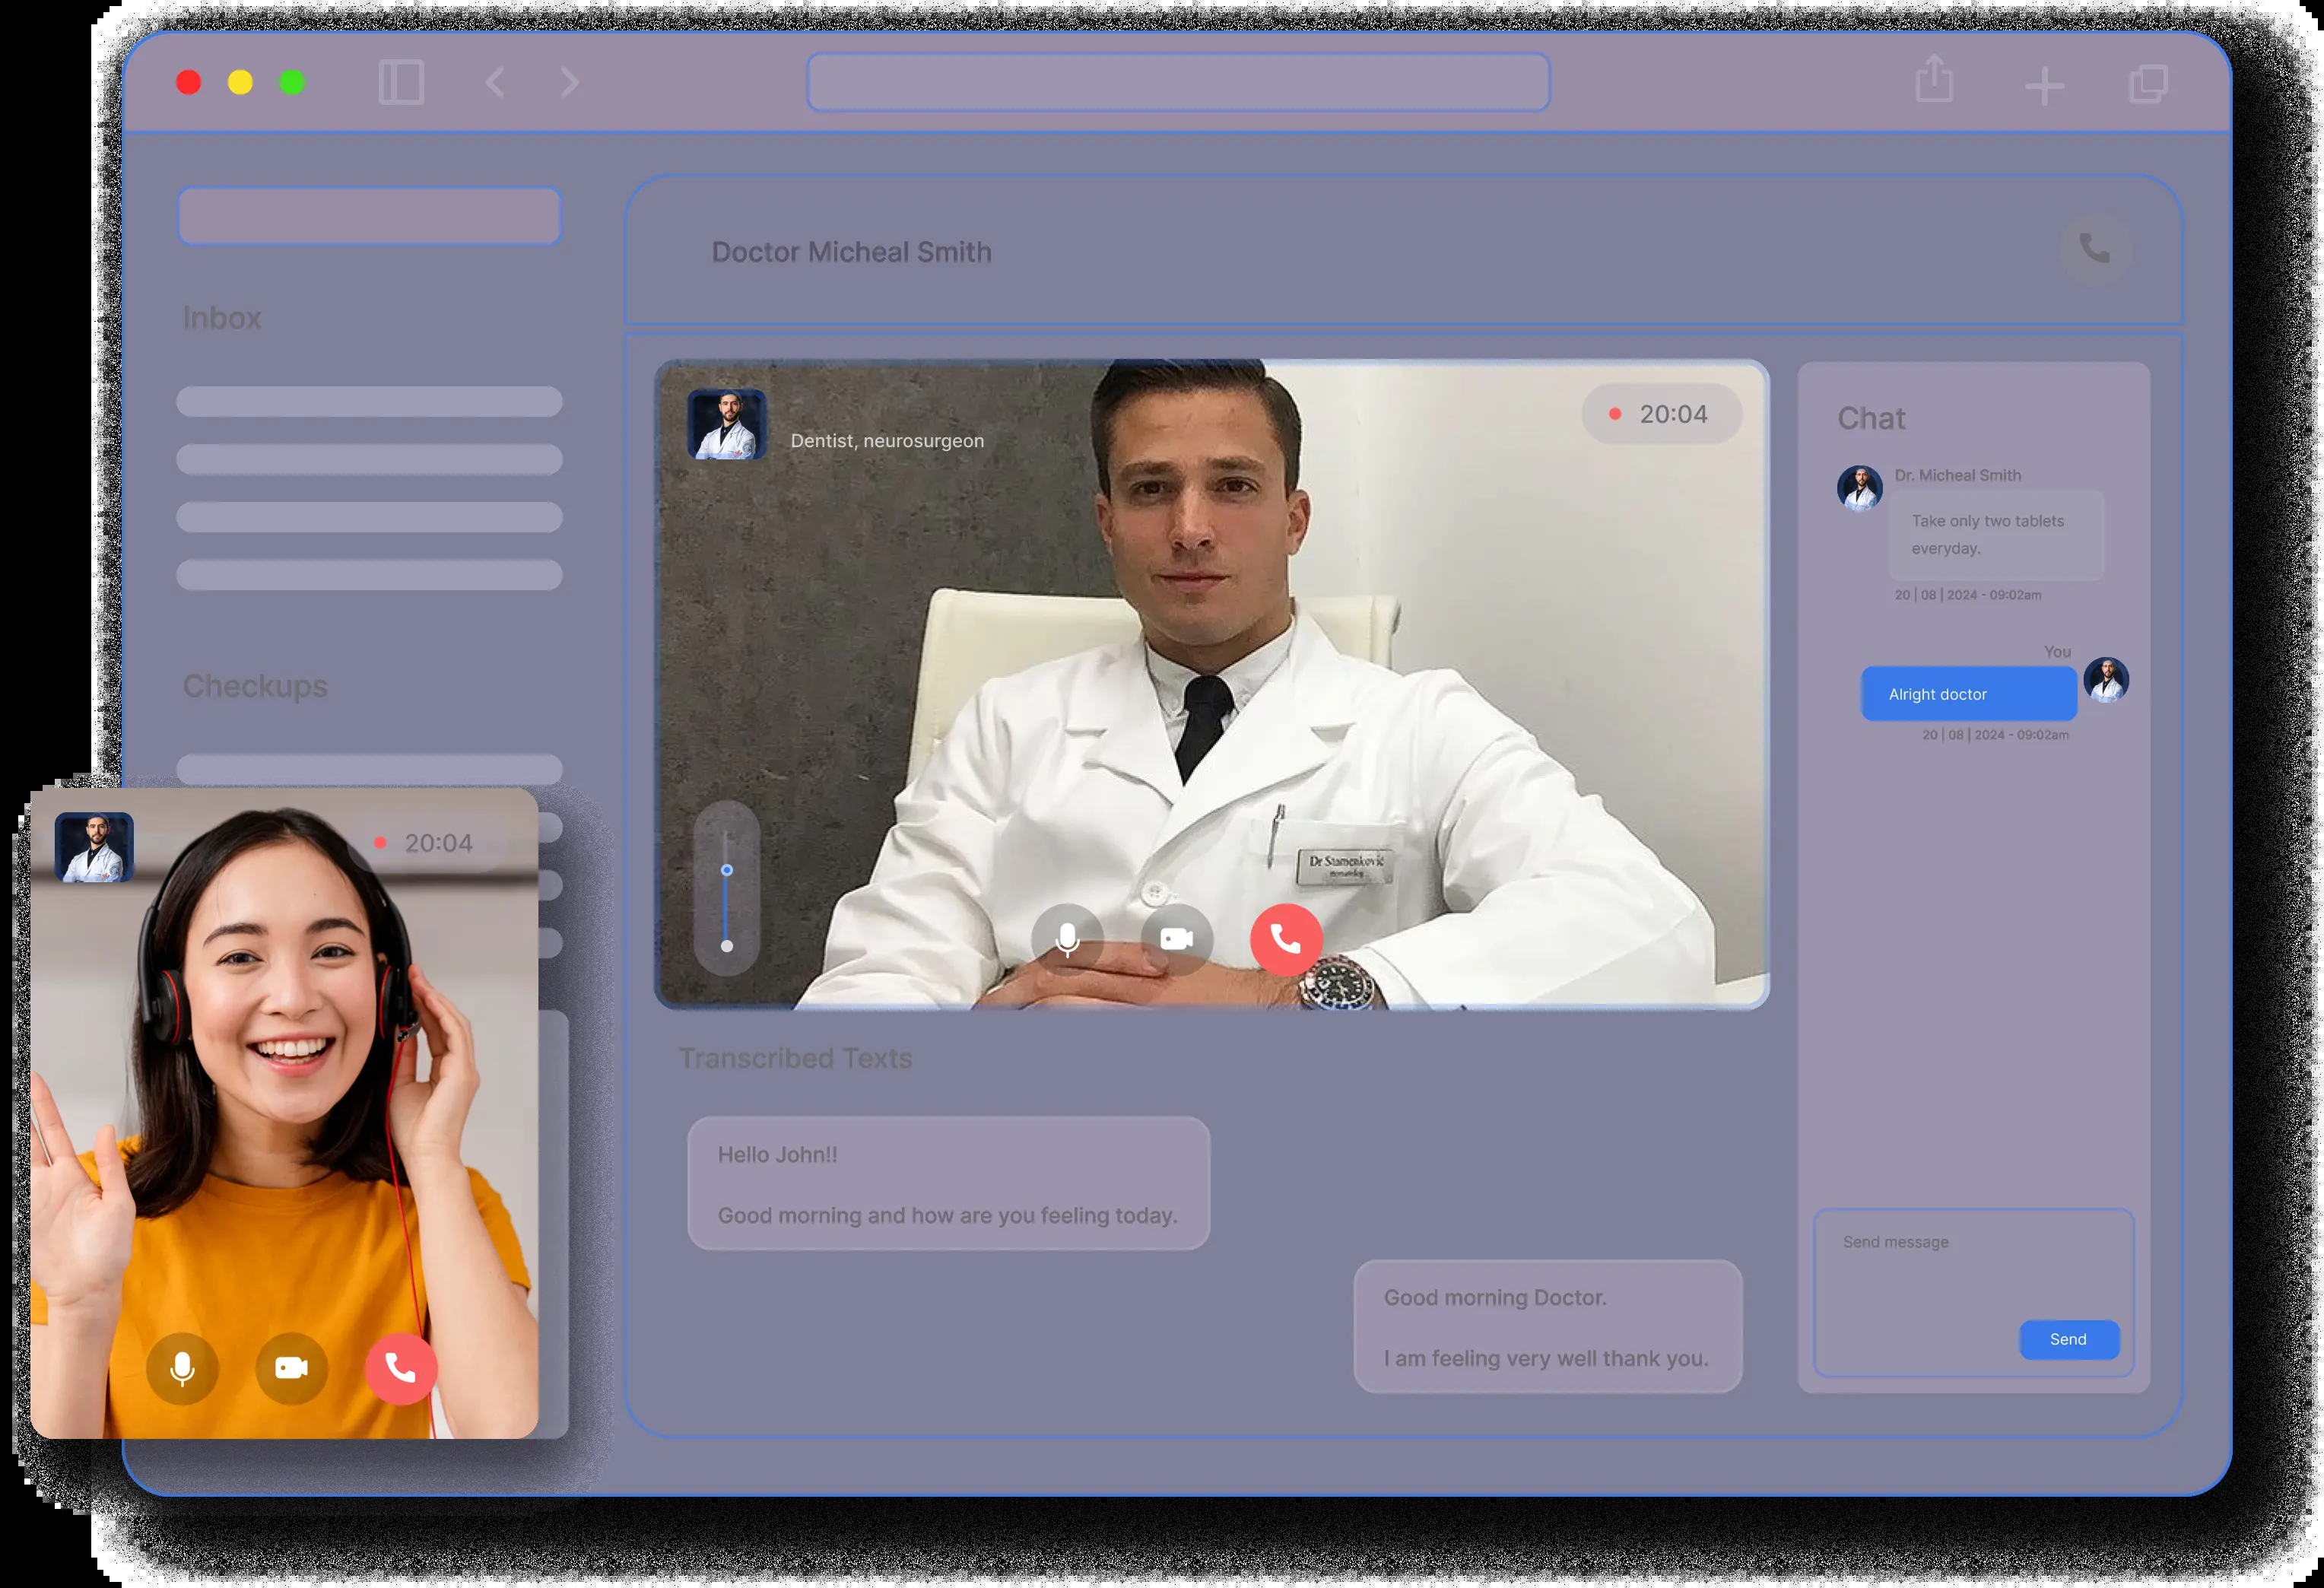 Doctor Micheal Smith
Inbox
Checkups
Dentist, neurosurgeon
20:04
Dr Stamenković
20:04
Transcribed Texts
Hello John!!
Good morning and how are you feeling today.
Good morning Doctor.
I am feeling very well thank you.
Chat
Dr. Micheal Smith
Take only two tablets
everyday.
20 | 08 | 2024 - 09:02am
You
Alright doctor
20 | 08 | 2024 - 09:02am
Send message
Send